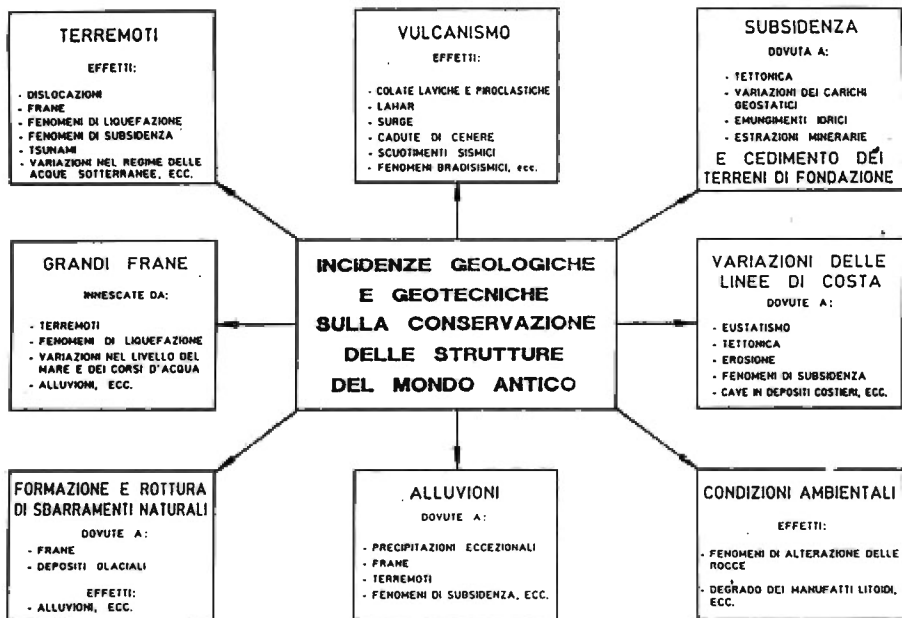 TERREMOTI
EFFETTI:
- DISLOCAZIONI
- FRANE
- FENOMENI DI LIQUEFAZIONE
- FENOMENI DI SUBSIDENZA
- TSUNAMI
- VARIAZIONI NEL REGIME DELLE
ACQUE SOTTERRANEE, ECC.
VULCANISMO
EFFETTI:
- COLATE LAVICHE E PIROCLASTICHE
- LAHAR
- SURGE
- CADUTE DI CENERE
- SCUOTIMENTI SISMICI
- FENOMENI BRADISISMICI, ecc.
SUBSIDENZA
DOVUTA A:
- TETTONICA
- VARIAZIONI DEI CARICHI
GEOSTATICI
- EMUNGIMENTI IDRICI
- ESTRAZIONI MINERARIE
E CEDIMENTO DEI
TERRENI DI FONDAZIONE
GRANDI FRANE
INNESCATE DA:
- TERREMOTI
- FENOMENI DI LIQUEFAZIONE
- VARIAZIONI NEL LIVELLO DEL
MARE E DEI CORSI D'ACQUA
- ALLUVIONI, ECC.
INCIDENZE GEOLOGICHE
E GEOTECNICHE
SULLA CONSERVAZIONE
DELLE STRUTTURE
DEL MONDO ANTICO
VARIAZIONI DELLE
LINEE DI COSTA
DOVUTE A:
- EUSTATISMO
- TETTONICA
- EROSIONE
- FENOMENI DI SUBSIDENZA
- CAVE IN DEPOSITI COSTIERI, ECC.
FORMAZIONE E ROTTURA
DI SBARRAMENTI NATURALI
DOVUTE A:
- FRANE
- DEPOSITI GLACIALI
EFFETTI:
- ALLUVIONI, ECC.
ALLUVIONI
DOVUTE A:
- PRECIPITAZIONI ECCEZIONALI
- FRANE
- TERREMOTI
- FENOMENI DI SUBSIDENZA, ECC.
CONDIZIONI AMBIENTALI
EFFETTI:
- FENOMENI DI ALTERAZIONE DELLE
ROCCE
- DEGRADO DEI MANUFATTI LITOIDI,
ECC.